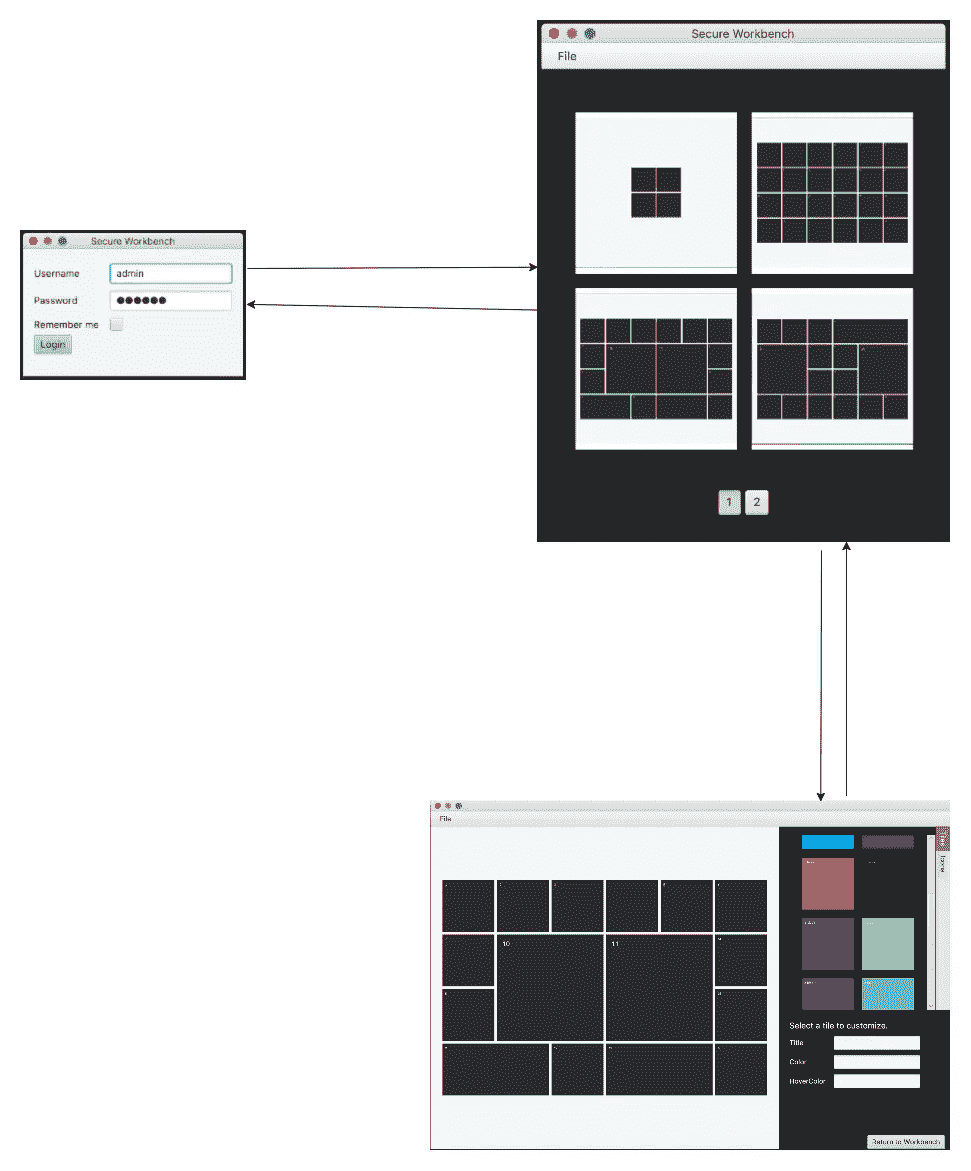 Secure Workbench
Username admin
Password ●●●●●●
Remember me
Login
Secure Workbench
File
1 2
File
10 11
Select a tile to customize.
Title
Color
HoverColor
Return to Workbench